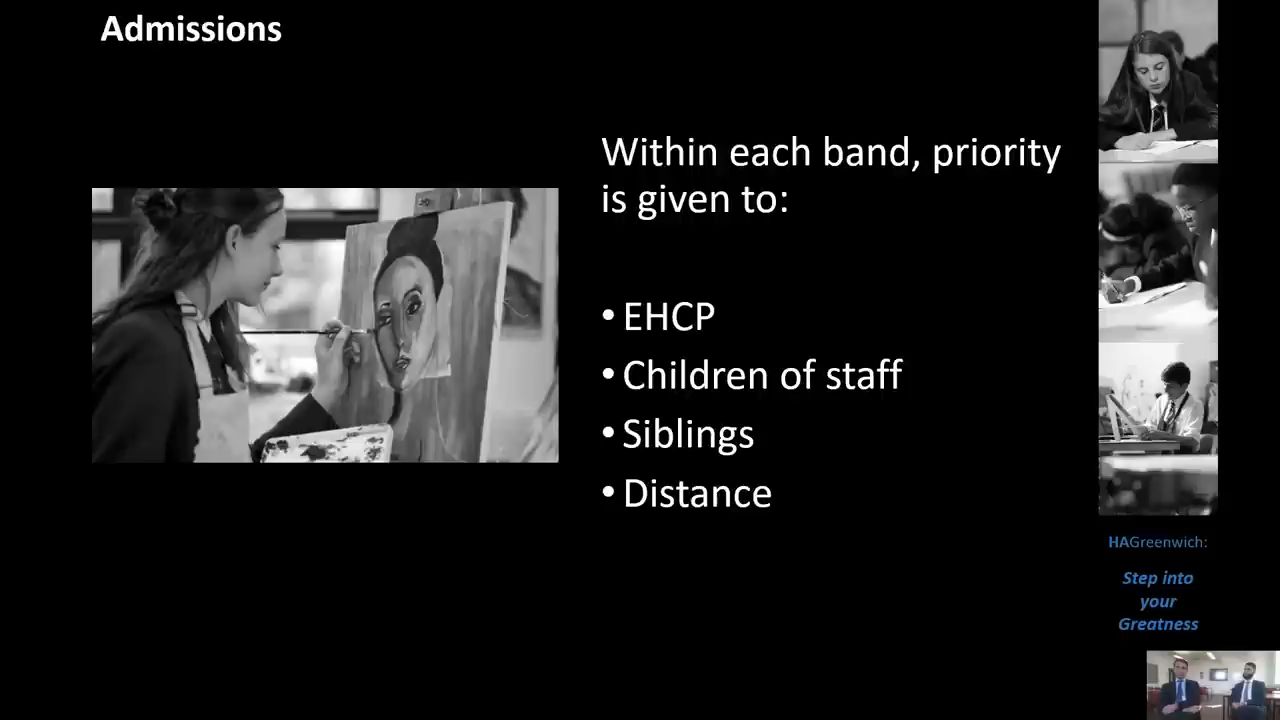 Admissions
Within each band, priority
is given to:
• EHCP
• Children of staff
• Siblings
• Distance
HAGreenwich:
Step into
your
Greatness